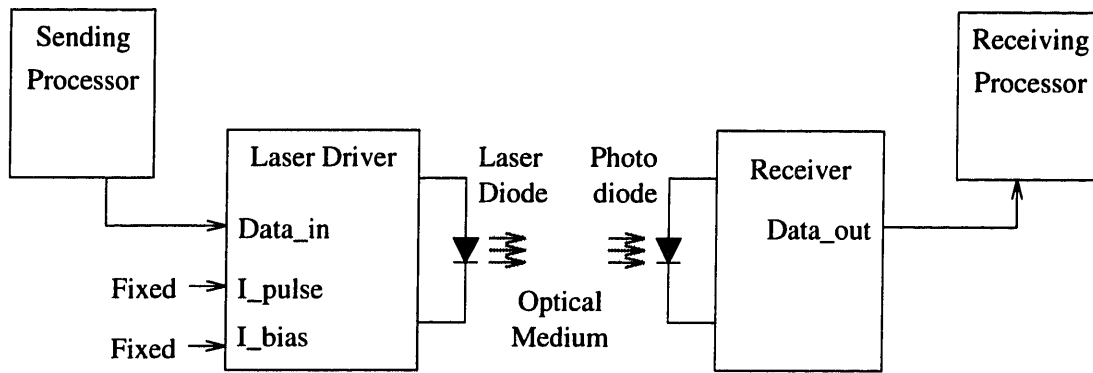 Sending
Processor
Receiving
Processor
Laser Driver
Data_in
Fixed
I_pulse
Fixed
I_bias
Laser
Diode
Photo
diode
Optical
Medium
Receiver
Data_out